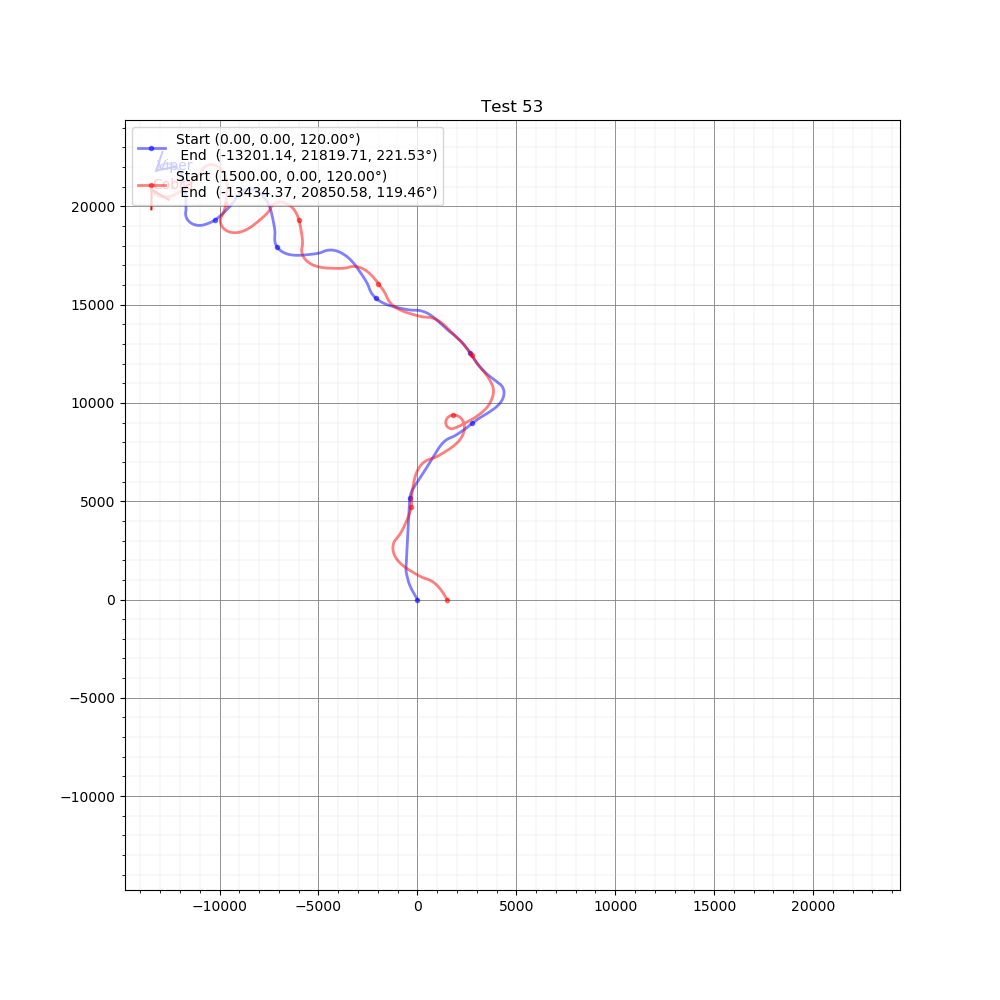 Test 53
Start (0.00, 0.00, 120.00°)
End (-13201.14, 21819.71, 221.53°)
Start (1500.00, 0.00, 120.00°)
End (-13434.37, 20850.58, 119.46°)
Viper
Cobra
20000
15000
10000
5000
0
−5000
−10000
−10000 −5000 0 5000 10000 15000 20000